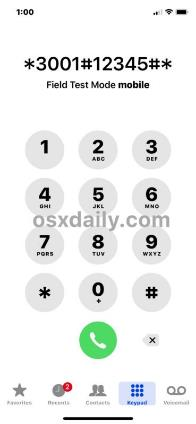 1:00
*3001#12345#*
Field Test Mode mobile
1
2 ABC
3 DEF
4 GHI
5 JKL
6 MNO
osxdaily.com
7 PQRS
8 TUV
9 WXYZ
*
0 +
#
2
Favorites Recents Contacts Keypad Voicemail